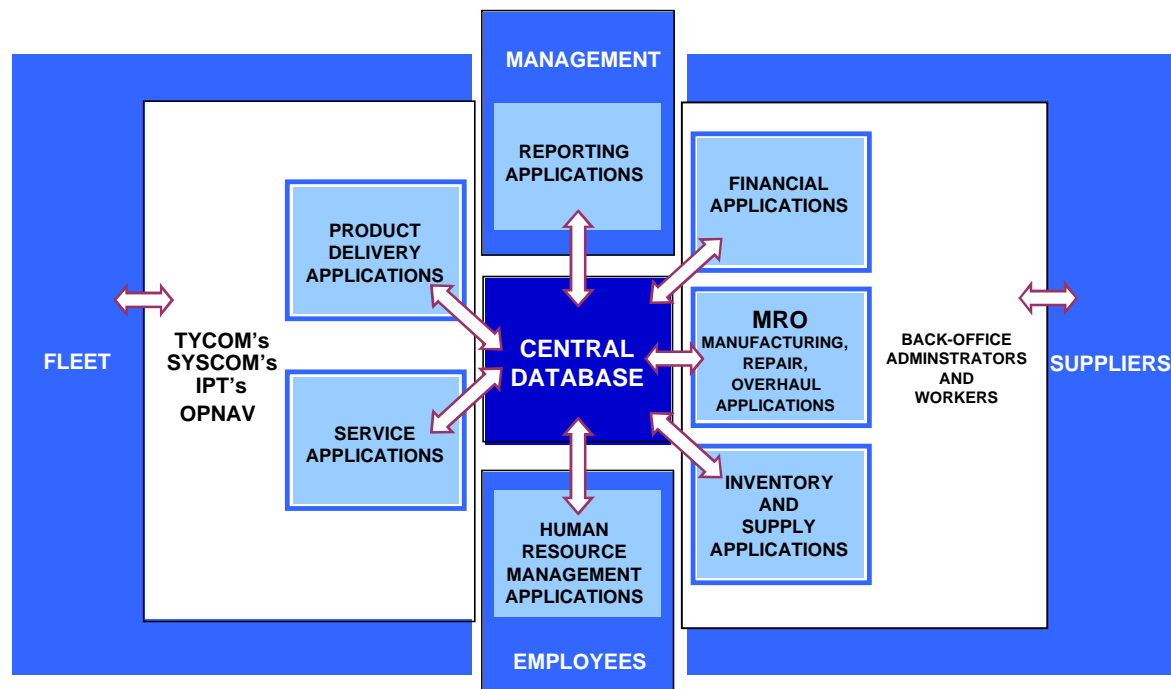 MANAGEMENT
REPORTING
APPLICATIONS
PRODUCT
DELIVERY
APPLICATIONS
FINANCIAL
APPLICATIONS
FLEET
TYCOM's
SYSCOM's
IPT's
OPNAV
CENTRAL
DATABASE
MRO
MANUFACTURING,
REPAIR,
OVERHAUL
APPLICATIONS
BACK-OFFICE
ADMINSTRATORS
AND
WORKERS
SUPPLIERS
SERVICE
APPLICATIONS
INVENTORY
AND
SUPPLY
APPLICATIONS
HUMAN
RESOURCE
MANAGEMENT
APPLICATIONS
EMPLOYEES